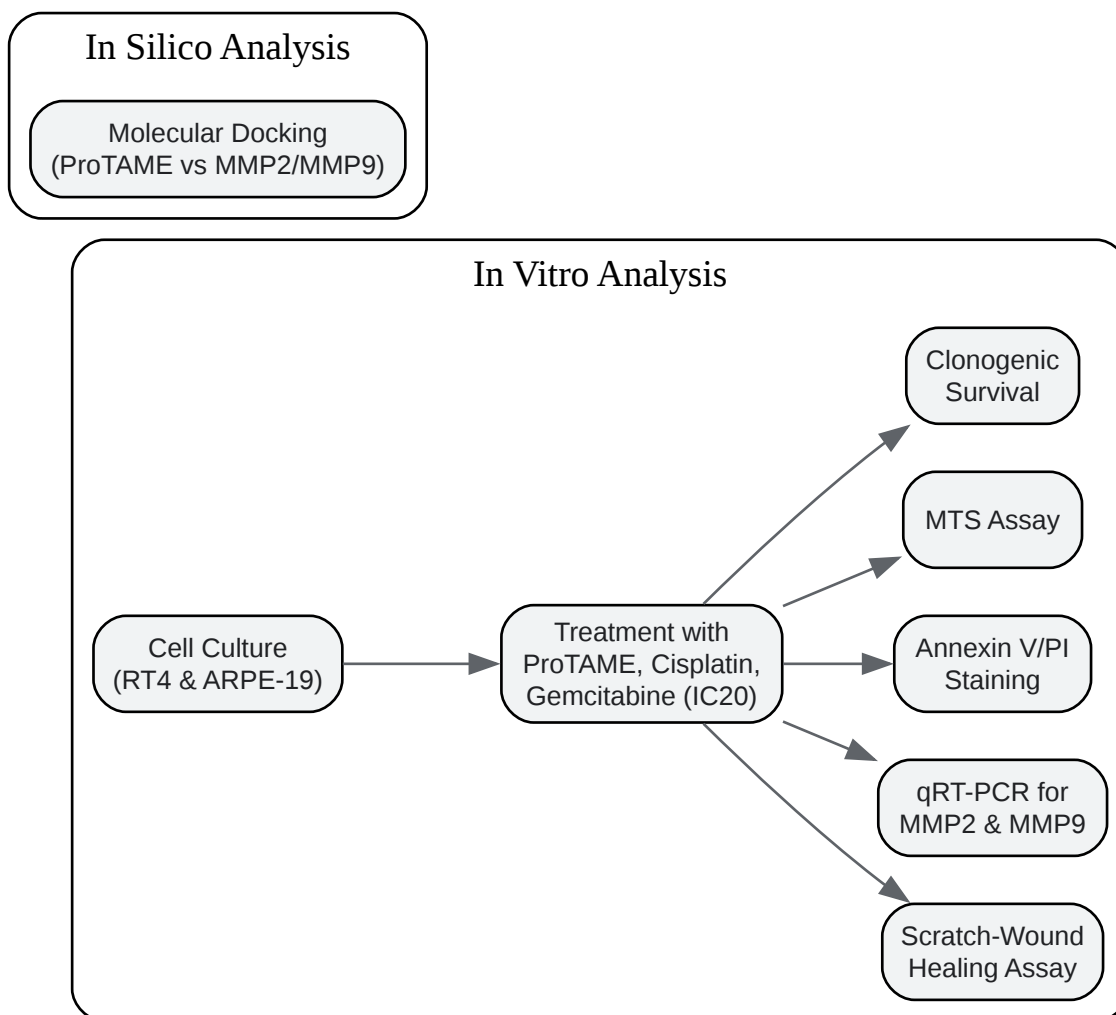 In Silico Analysis
Molecular Docking
(ProTAME vs MMP2/MMP9)
In Vitro Analysis
Cell Culture
(RT4 & ARPE-19)
Treatment with
ProTAME, Cisplatin,
Gemcitabine (IC20)
Clonogenic
Survival
MTS Assay
Annexin V/PI
Staining
qRT-PCR for
MMP2 & MMP9
Scratch-Wound
Healing Assay